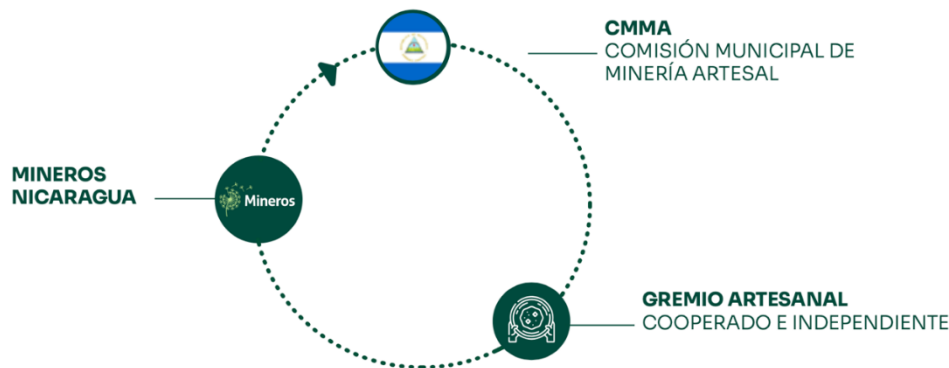 CMMA
COMISIÓN MUNICIPAL DE
MINERÍA ARTESAL
MINEROS
NICARAGUA
Mineros
GREMIO ARTESANAL
COOPERADO E INDEPENDIENTE